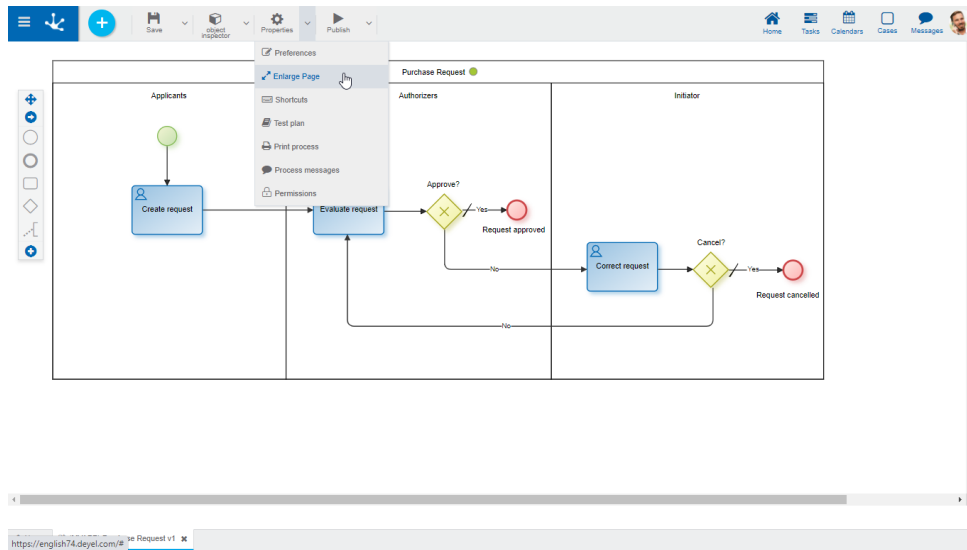 Save
object
inspector
Properties
Publish
Home
Tasks
Calendars
Cases
Messages
Preferences
Enlarge Page
Shortcuts
Test plan
Print process
Process messages
Permissions
Purchase Request
Applicants
Authorizers
Initiator
Create request
Evaluate request
Approve?
Yes
Request approved
No
Correct request
Cancel?
Yes
Request cancelled
No
se Request v1
https://english74.deyel.com/#